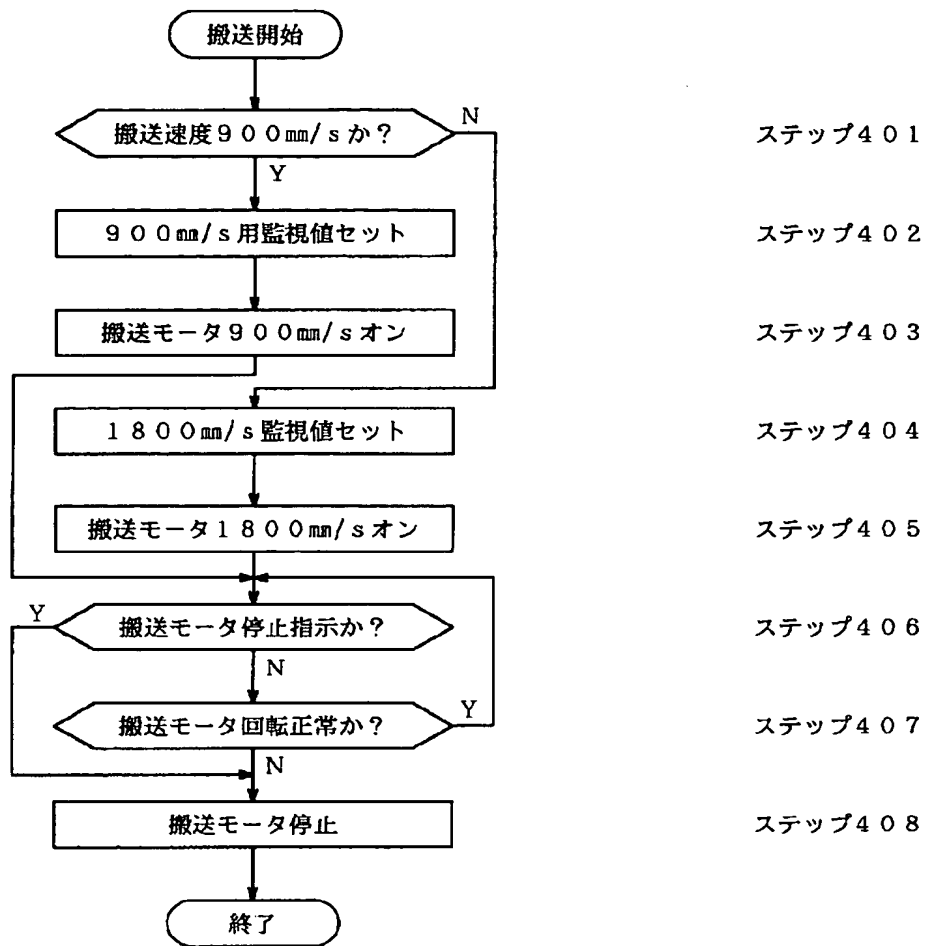 搬送開始
搬送速度９００㎜/ｓか？
N
ステップ４０１
Y
９００㎜/ｓ用監視値セット
ステップ４０２
搬送モータ９００㎜/ｓオン
ステップ４０３
１８００㎜/ｓ監視値セット
ステップ４０４
搬送モータ１８００㎜/ｓオン
ステップ４０５
Y
搬送モータ停止指示か？
ステップ４０６
N
搬送モータ回転正常か？
Y
ステップ４０７
N
搬送モータ停止
ステップ４０８
終了